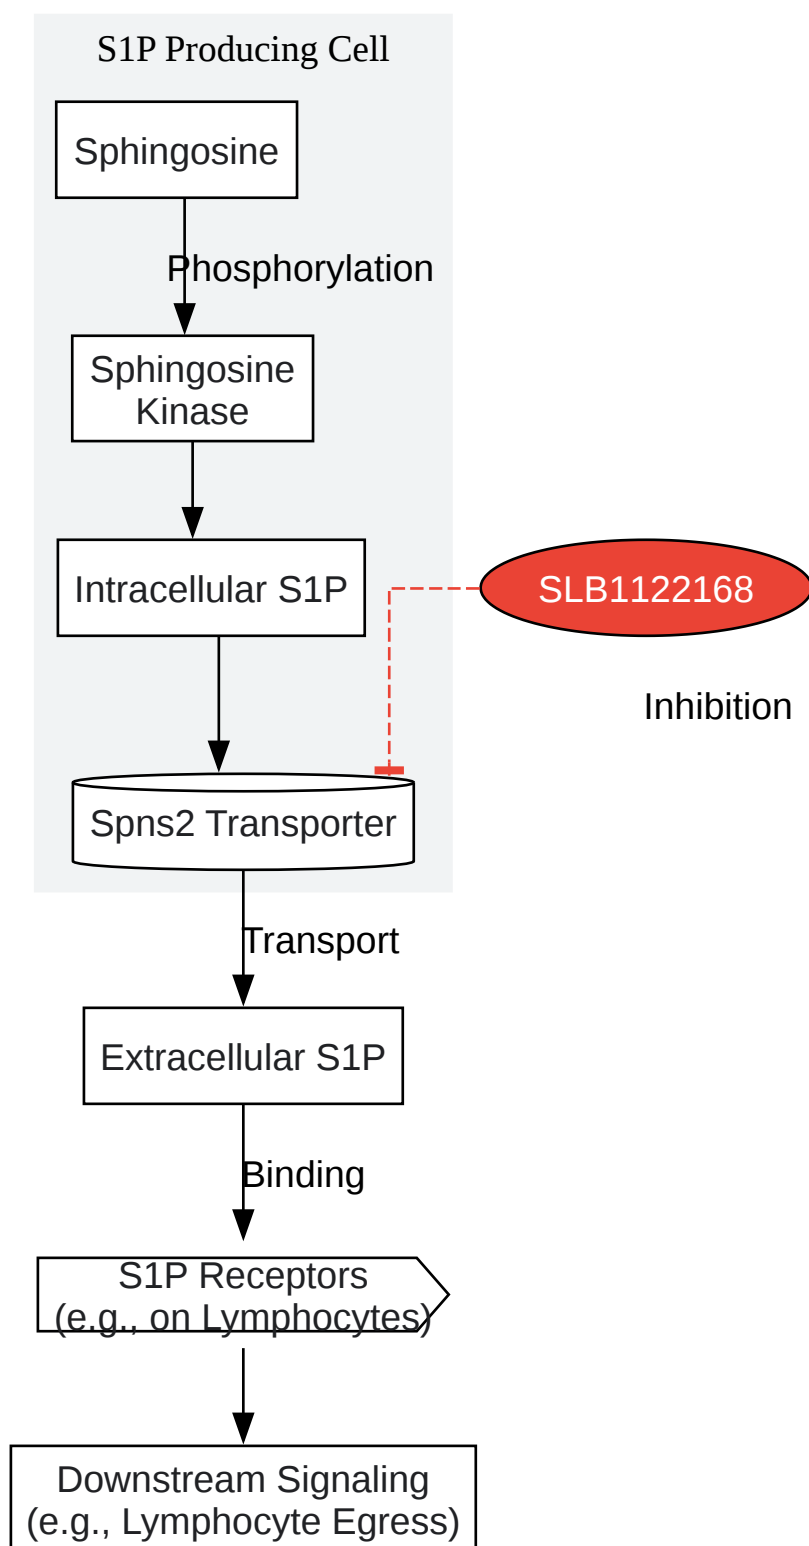 S1P Producing Cell
Sphingosine
Phosphorylation
Sphingosine
Kinase
Intracellular S1P
SLB1122168
Inhibition
Spns2 Transporter
Transport
Extracellular S1P
Binding
S1P Receptors
(e.g., on Lymphocytes)
Downstream Signaling
(e.g., Lymphocyte Egress)